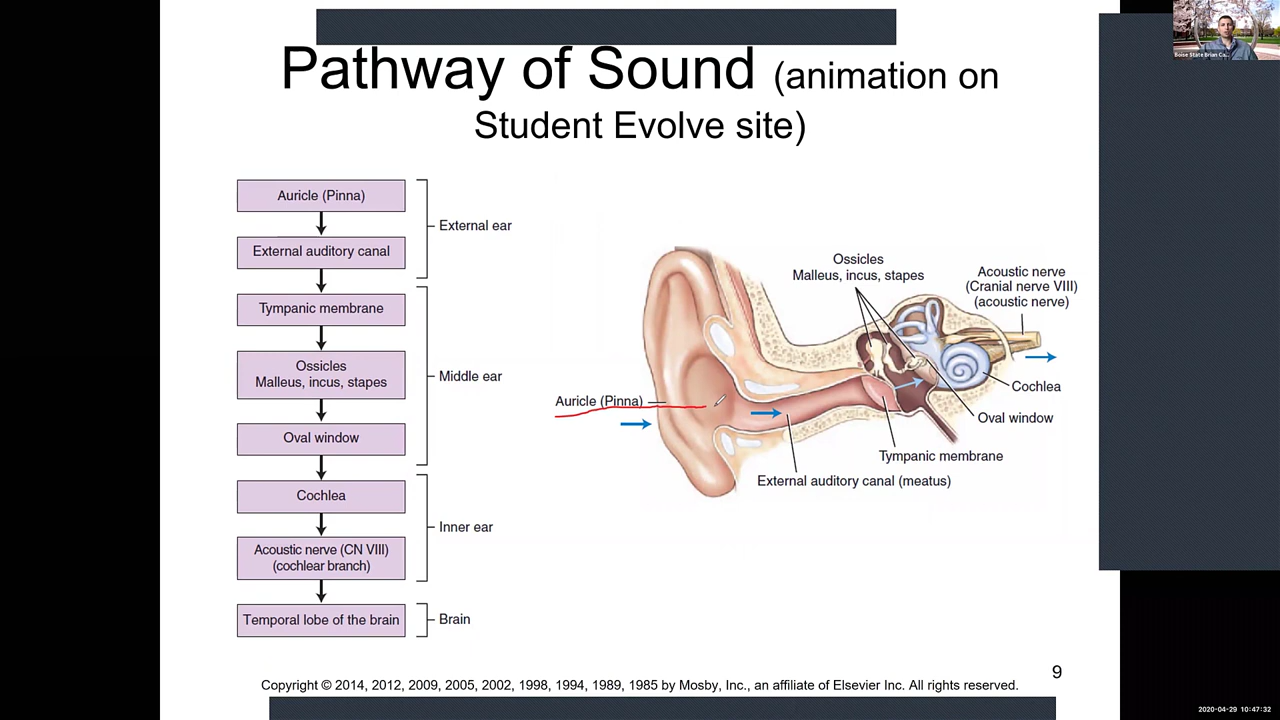 Pathway of Sound (animation on
Student Evolve site)
Auricle (Pinna)
External auditory canal
External ear
Tympanic membrane
Ossicles
Malleus, incus, stapes
Oval window
Middle ear
Cochlea
Acoustic nerve (CN VIII)
(cochlear branch)
Inner ear
Temporal lobe of the brain
Brain
Ossicles
Malleus, incus, stapes
Acoustic nerve
(Cranial nerve VIII)
(acoustic nerve)
Cochlea
Auricle (Pinna)
Oval window
Tympanic membrane
External auditory canal (meatus)
9
Copyright © 2014, 2012, 2009, 2005, 2002, 1998, 1994, 1989, 1985 by Mosby, Inc., an affiliate of Elsevier Inc. All rights reserved.
Boise State Brian Ca...
2020-04-29 10:47:32